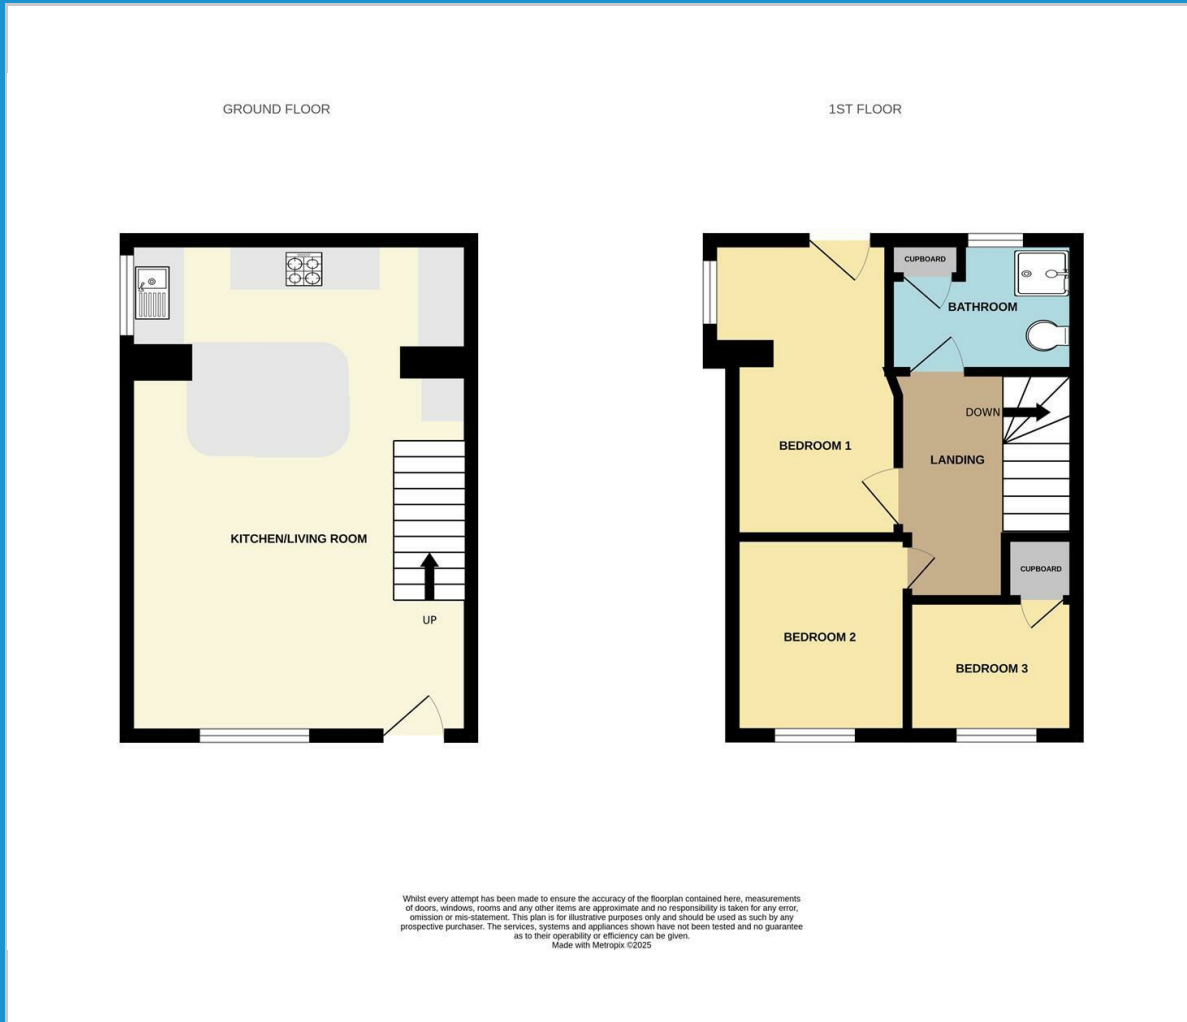 GROUND FLOOR
KITCHEN/LIVING ROOM
UP
1ST FLOOR
CUPBOARD
BATHROOM
DOWN
BEDROOM 1
LANDING
CUPBOARD
BEDROOM 2
BEDROOM 3
Whilst every attempt has been made to ensure the accuracy of the floorplan contained here, measurements
of doors, windows, rooms and any other items are approximate and no responsibility is taken for any error,
omission or mis-statement. This plan is for illustrative purposes only and should be used as such by any
prospective purchaser. The services, systems and appliances shown have not been tested and no guarantee
as to their operability or efficiency can be given.
Made with Metropix ©2025